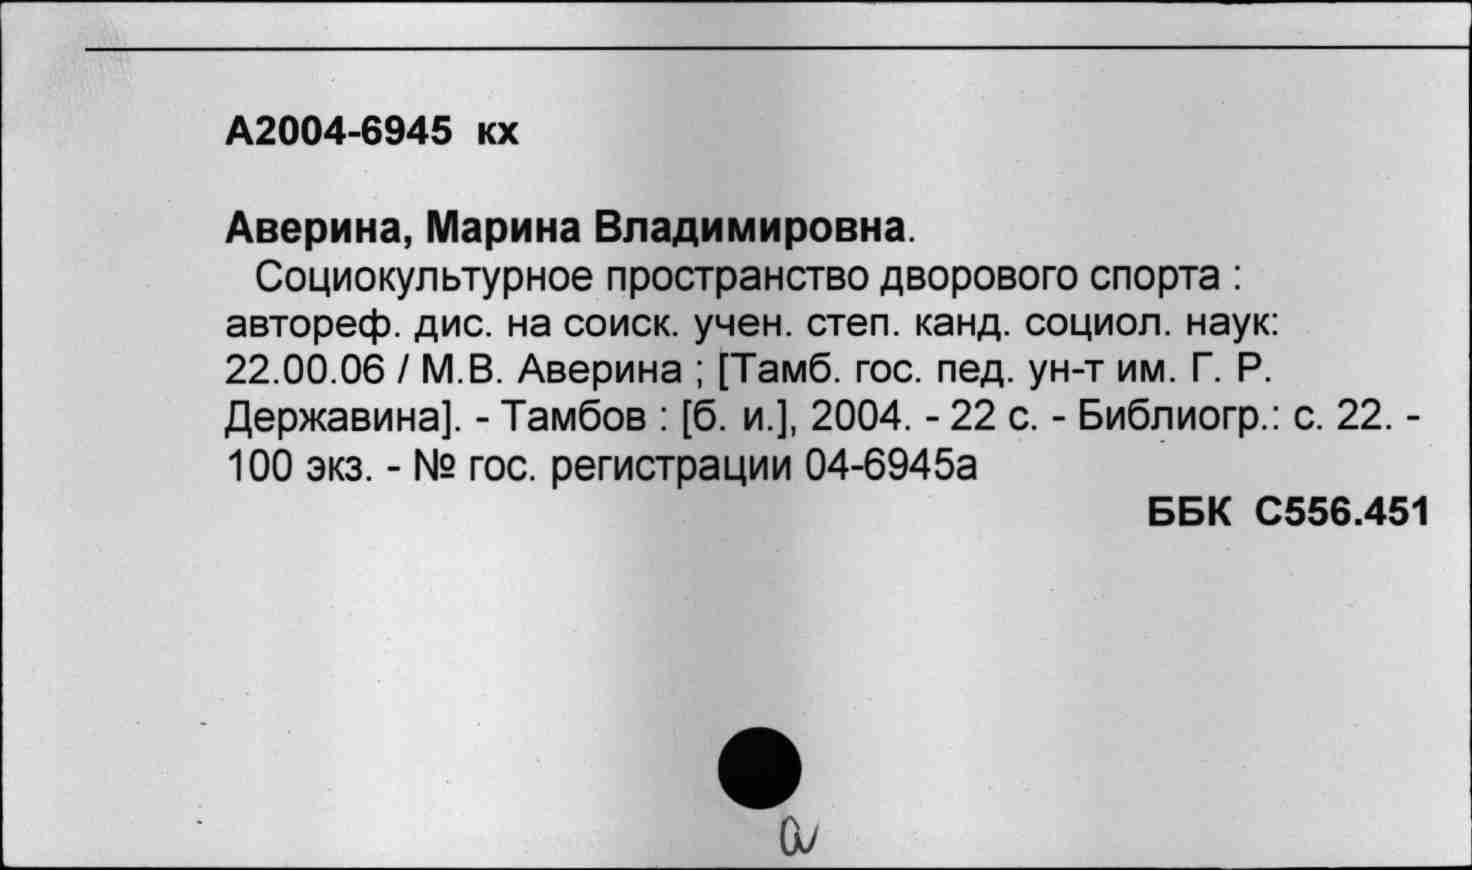 А2004-6945 кх
Аверина, Марина Владимировна.
Социокультурное пространство дворового спорта :
автореф. дис. на соиск. учен. степ. канд. социол. наук:
22.00.06 / М.В. Аверина ; [Тамб. гос. пед. ун-т им. Г. Р.
Державина]. - Тамбов : [б. и.], 2004. - 22 с. - Библиогр.: с. 22. -
100 экз. - № гос. регистрации 04-6945а
ББК С556.451